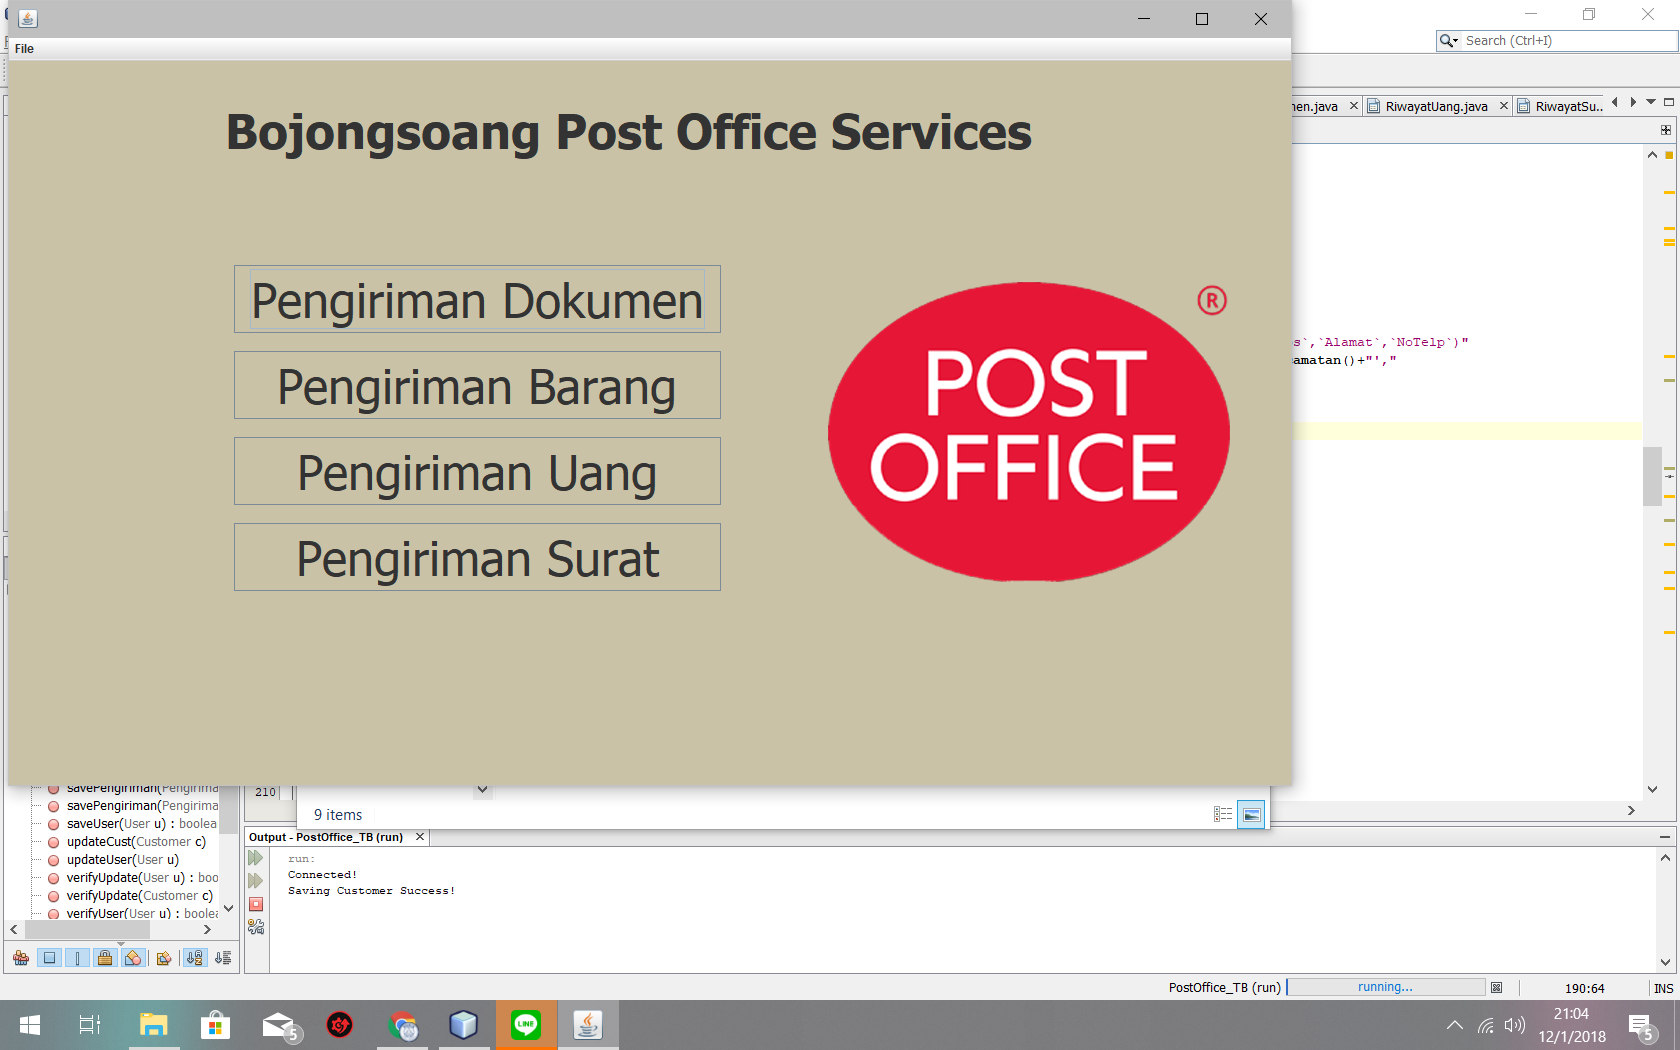 File
Bojongsoang Post Office Services
Pengiriman Dokumen
Pengiriman Barang
Pengiriman Uang
Pengiriman Surat
POST
OFFICE
®
Search (Ctrl+I)
nen.java
RiwayatUang.java
RiwayatSu..
s`,`Alamat`,`NoTelp`)"
amatan()+"',"
savePengiriman(Pengirima
savePengiriman(Pengirima
saveUser(User u) : boolea
updateCust(Customer c)
updateUser(User u)
verifyUpdate(User u) : boo
verifyUpdate(Customer c)
verifyUser(User u) : boolea
210
9 items
Output - PostOffice_TB (run)
run:
Connected!
Saving Customer Success!
PostOffice_TB (run)
running...
190:64
INS
5
21:04
12/1/2018
5